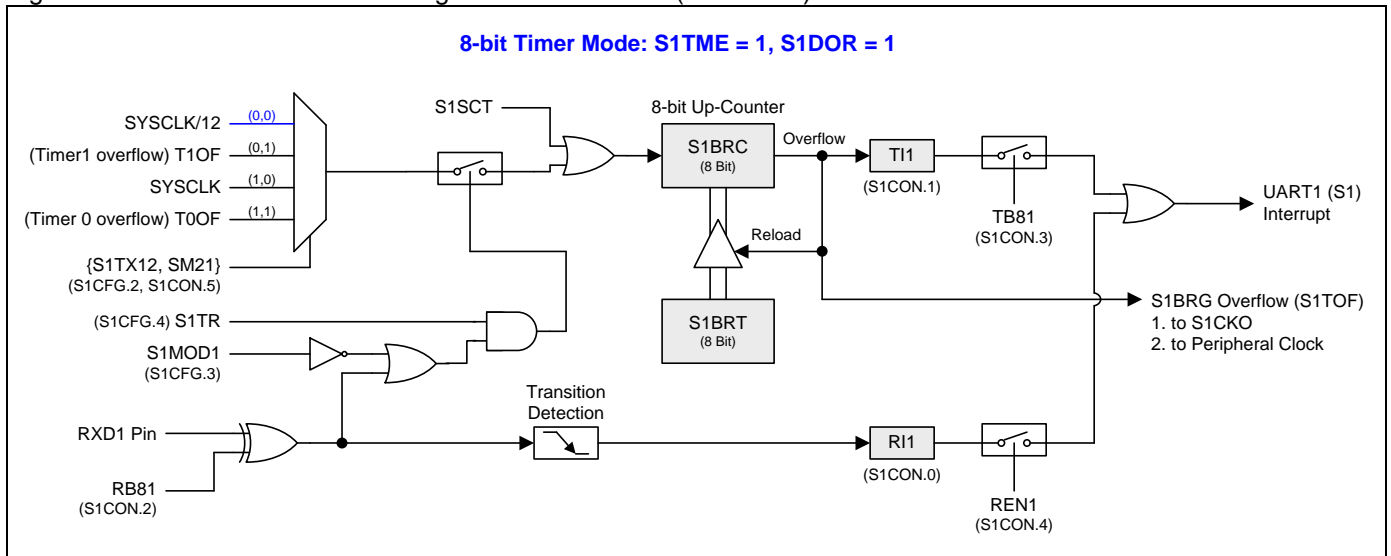 8-bit Timer Mode: S1TME = 1, S1DOR = 1
SYSCLK/12
(0,0)
(Timer1 overflow) T1OF
(0,1)
SYSCLK
(1,0)
(Timer 0 overflow) T0OF
(1,1)
{S1TX12, SM21}
(S1CFG.2, S1CON.5)
(S1CFG.4) S1TR
S1MOD1
(S1CFG.3)
RXD1 Pin
RB81
(S1CON.2)
S1SCT
8-bit Up-Counter
S1BRC
(8 Bit)
Overflow
Reload
S1BRT
(8 Bit)
TI1
(S1CON.1)
TB81
(S1CON.3)
UART1 (S1)
Interrupt
S1BRG Overflow (S1TOF)
1. to S1CKO
2. to Peripheral Clock
Transition
Detection
RI1
(S1CON.0)
REN1
(S1CON.4)